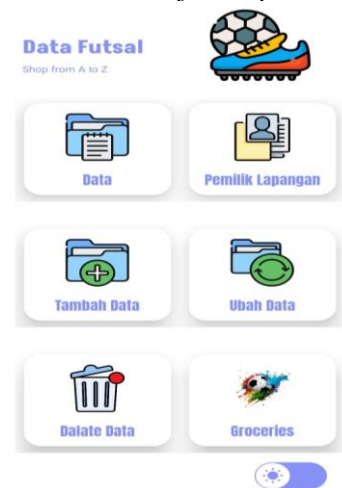 Data Futsal
Shop from A to Z
Data
Pemilik Lapangan
Tambah Data
Ubah Data
Dalate Data
Groceries